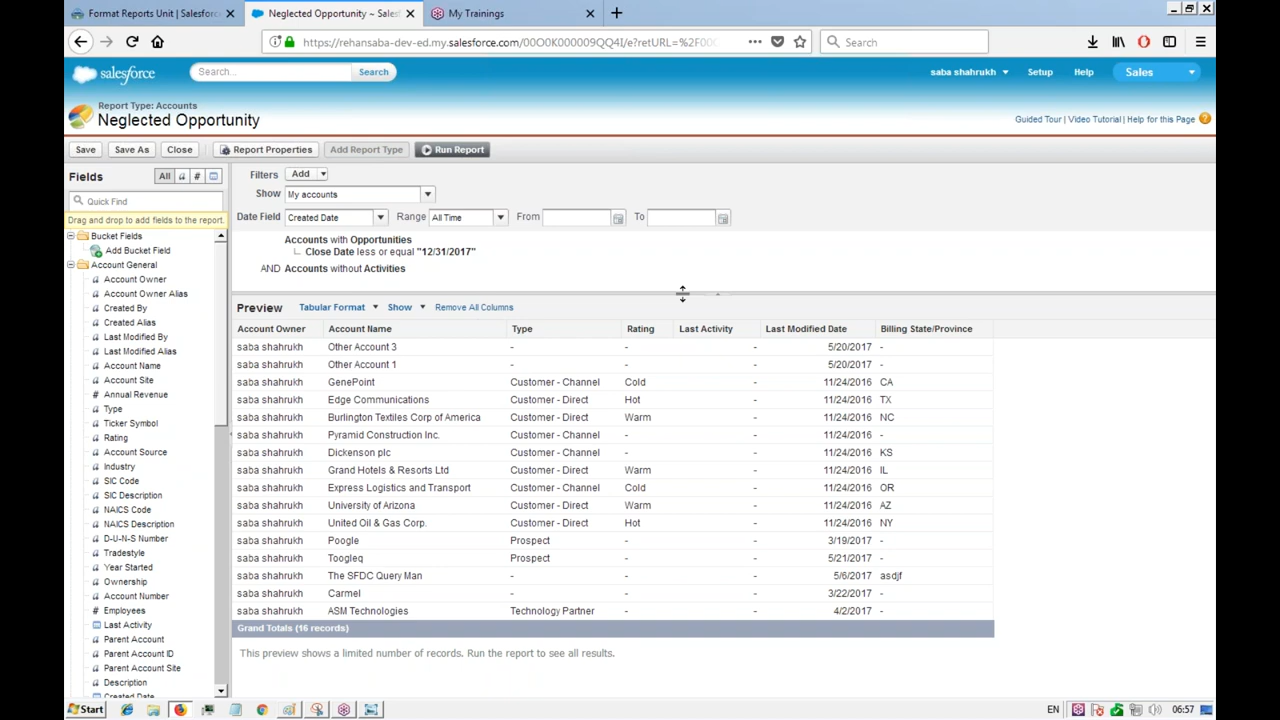 Format Reports Unit | Salesforc
Neglected Opportunity ~ Sales
My Trainings
https://rehansaba-dev-ed.my.salesforce.com/00O0K000009QQ4I/e?retURL=%2F00
Search
salesforce
Search...
Search
saba shahrukh
Setup
Help
Sales
Report Type: Accounts
Neglected Opportunity
Guided Tour | Video Tutorial | Help for this Page
Save
Save As
Close
Report Properties
Add Report Type
Run Report
Fields
All
#
Quick Find
Drag and drop to add fields to the report.
Bucket Fields
Add Bucket Field
Account General
Account Owner
Account Owner Alias
Created By
Created Alias
Last Modified By
Last Modified Alias
Account Name
Account Site
# Annual Revenue
Type
Ticker Symbol
Rating
Account Source
Industry
SIC Code
SIC Description
NAICS Code
NAICS Description
D-U-N-S Number
Tradestyle
Year Started
Ownership
Account Number
# Employees
Last Activity
Parent Account
Parent Account ID
Parent Account Site
Description
Created Date
Filters Add
Show My accounts
Date Field Created Date Range All Time From To
Accounts with Opportunities
Close Date less or equal "12/31/2017"
AND Accounts without Activities
Preview Tabular Format Show Remove All Columns
Account Owner Account Name Type Rating Last Activity Last Modified Date Billing State/Province
saba shahrukh Other Account 3 - - - 5/20/2017 -
saba shahrukh Other Account 1 - - - 5/20/2017 -
saba shahrukh GenePoint Customer - Channel Cold - 11/24/2016 CA
saba shahrukh Edge Communications Customer - Direct Hot - 11/24/2016 TX
saba shahrukh Burlington Textiles Corp of America Customer - Direct Warm - 11/24/2016 NC
saba shahrukh Pyramid Construction Inc. Customer - Channel - - 11/24/2016 -
saba shahrukh Dickenson plc Customer - Channel - - 11/24/2016 KS
saba shahrukh Grand Hotels & Resorts Ltd Customer - Direct Warm - 11/24/2016 IL
saba shahrukh Express Logistics and Transport Customer - Channel Cold - 11/24/2016 OR
saba shahrukh University of Arizona Customer - Direct Warm - 11/24/2016 AZ
saba shahrukh United Oil & Gas Corp. Customer - Direct Hot - 11/24/2016 NY
saba shahrukh Poogle Prospect - - 3/19/2017 -
saba shahrukh Toogleq Prospect - - 5/21/2017 -
saba shahrukh The SFDC Query Man - - - 5/6/2017 asdjf
saba shahrukh Carmel - - - 3/22/2017 -
saba shahrukh ASM Technologies Technology Partner - - 4/2/2017 -
Grand Totals (16 records)
This preview shows a limited number of records. Run the report to see all results.
Start
EN
06:57